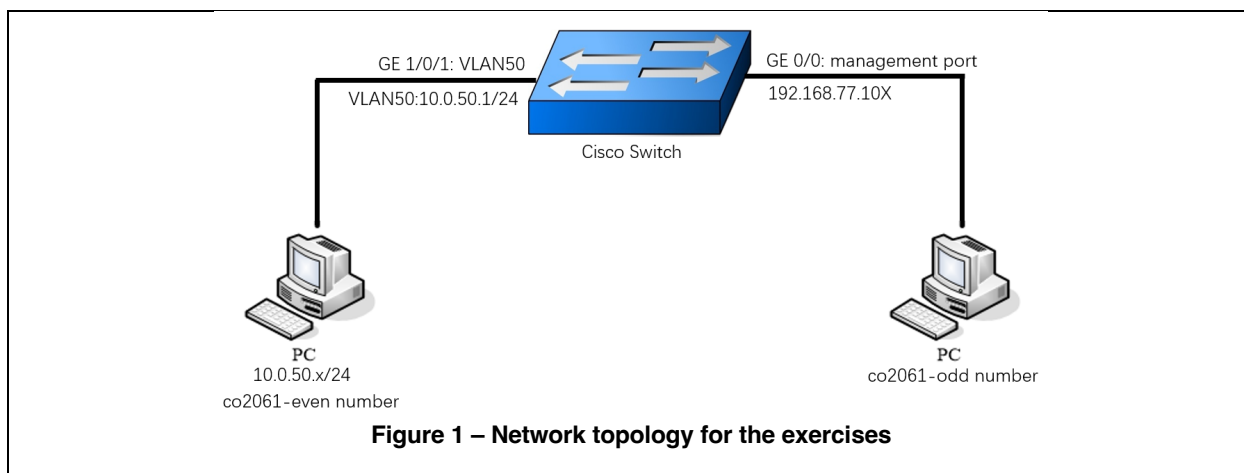 GE 1/0/1: VLAN50
VLAN50:10.0.50.1/24
GE 0/0: management port
192.168.77.10X
Cisco Switch
PC
10.0.50.x/24
co2061-even number
PC
co2061-odd number
Figure 1 – Network topology for the exercises